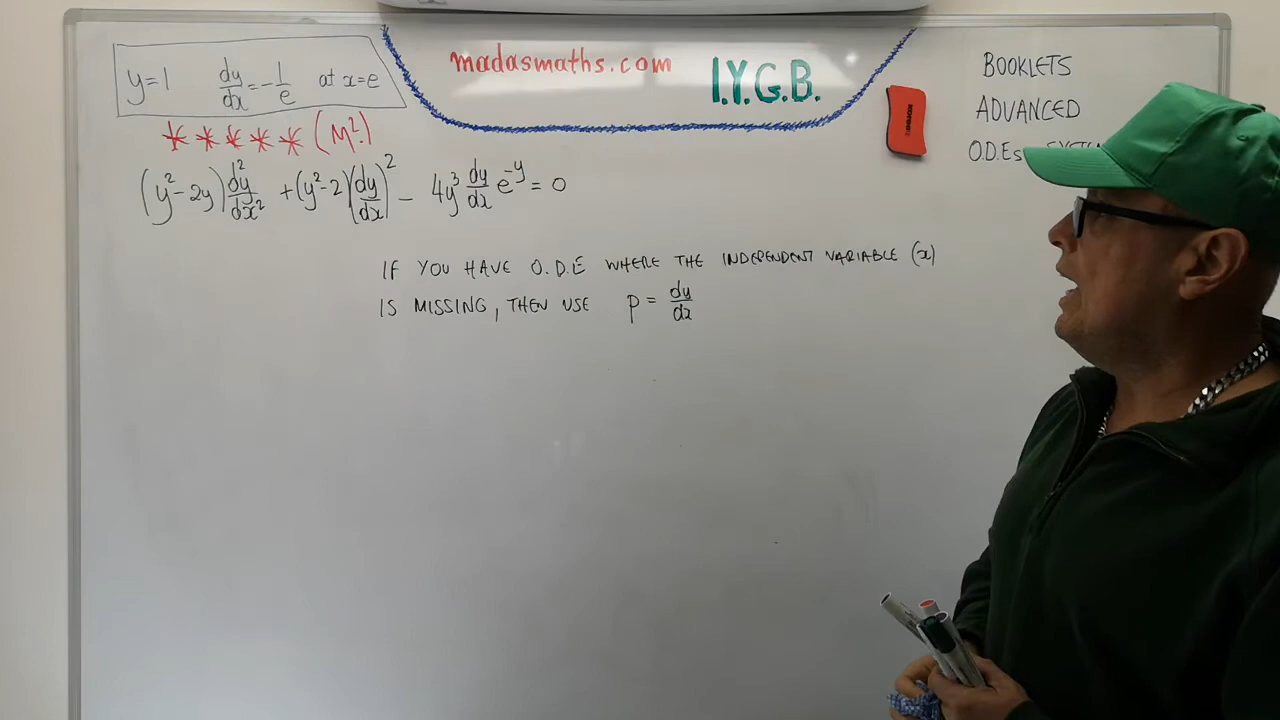 y=1 dy/dx=-1/e at x=e
madasmaths.com
I.Y.G.B.
BOOKLETS
ADVANCED
O.D.Es
***** (M²)
(y²-2y)d²y/dx² +(y²-2)(dy/dx)² - 4y³ dy/dx e^-y = 0
IF YOU HAVE O.D.E WHERE THE INDEPENDENT VARIABLE (x)
IS MISSING, THEN USE p = dy/dx